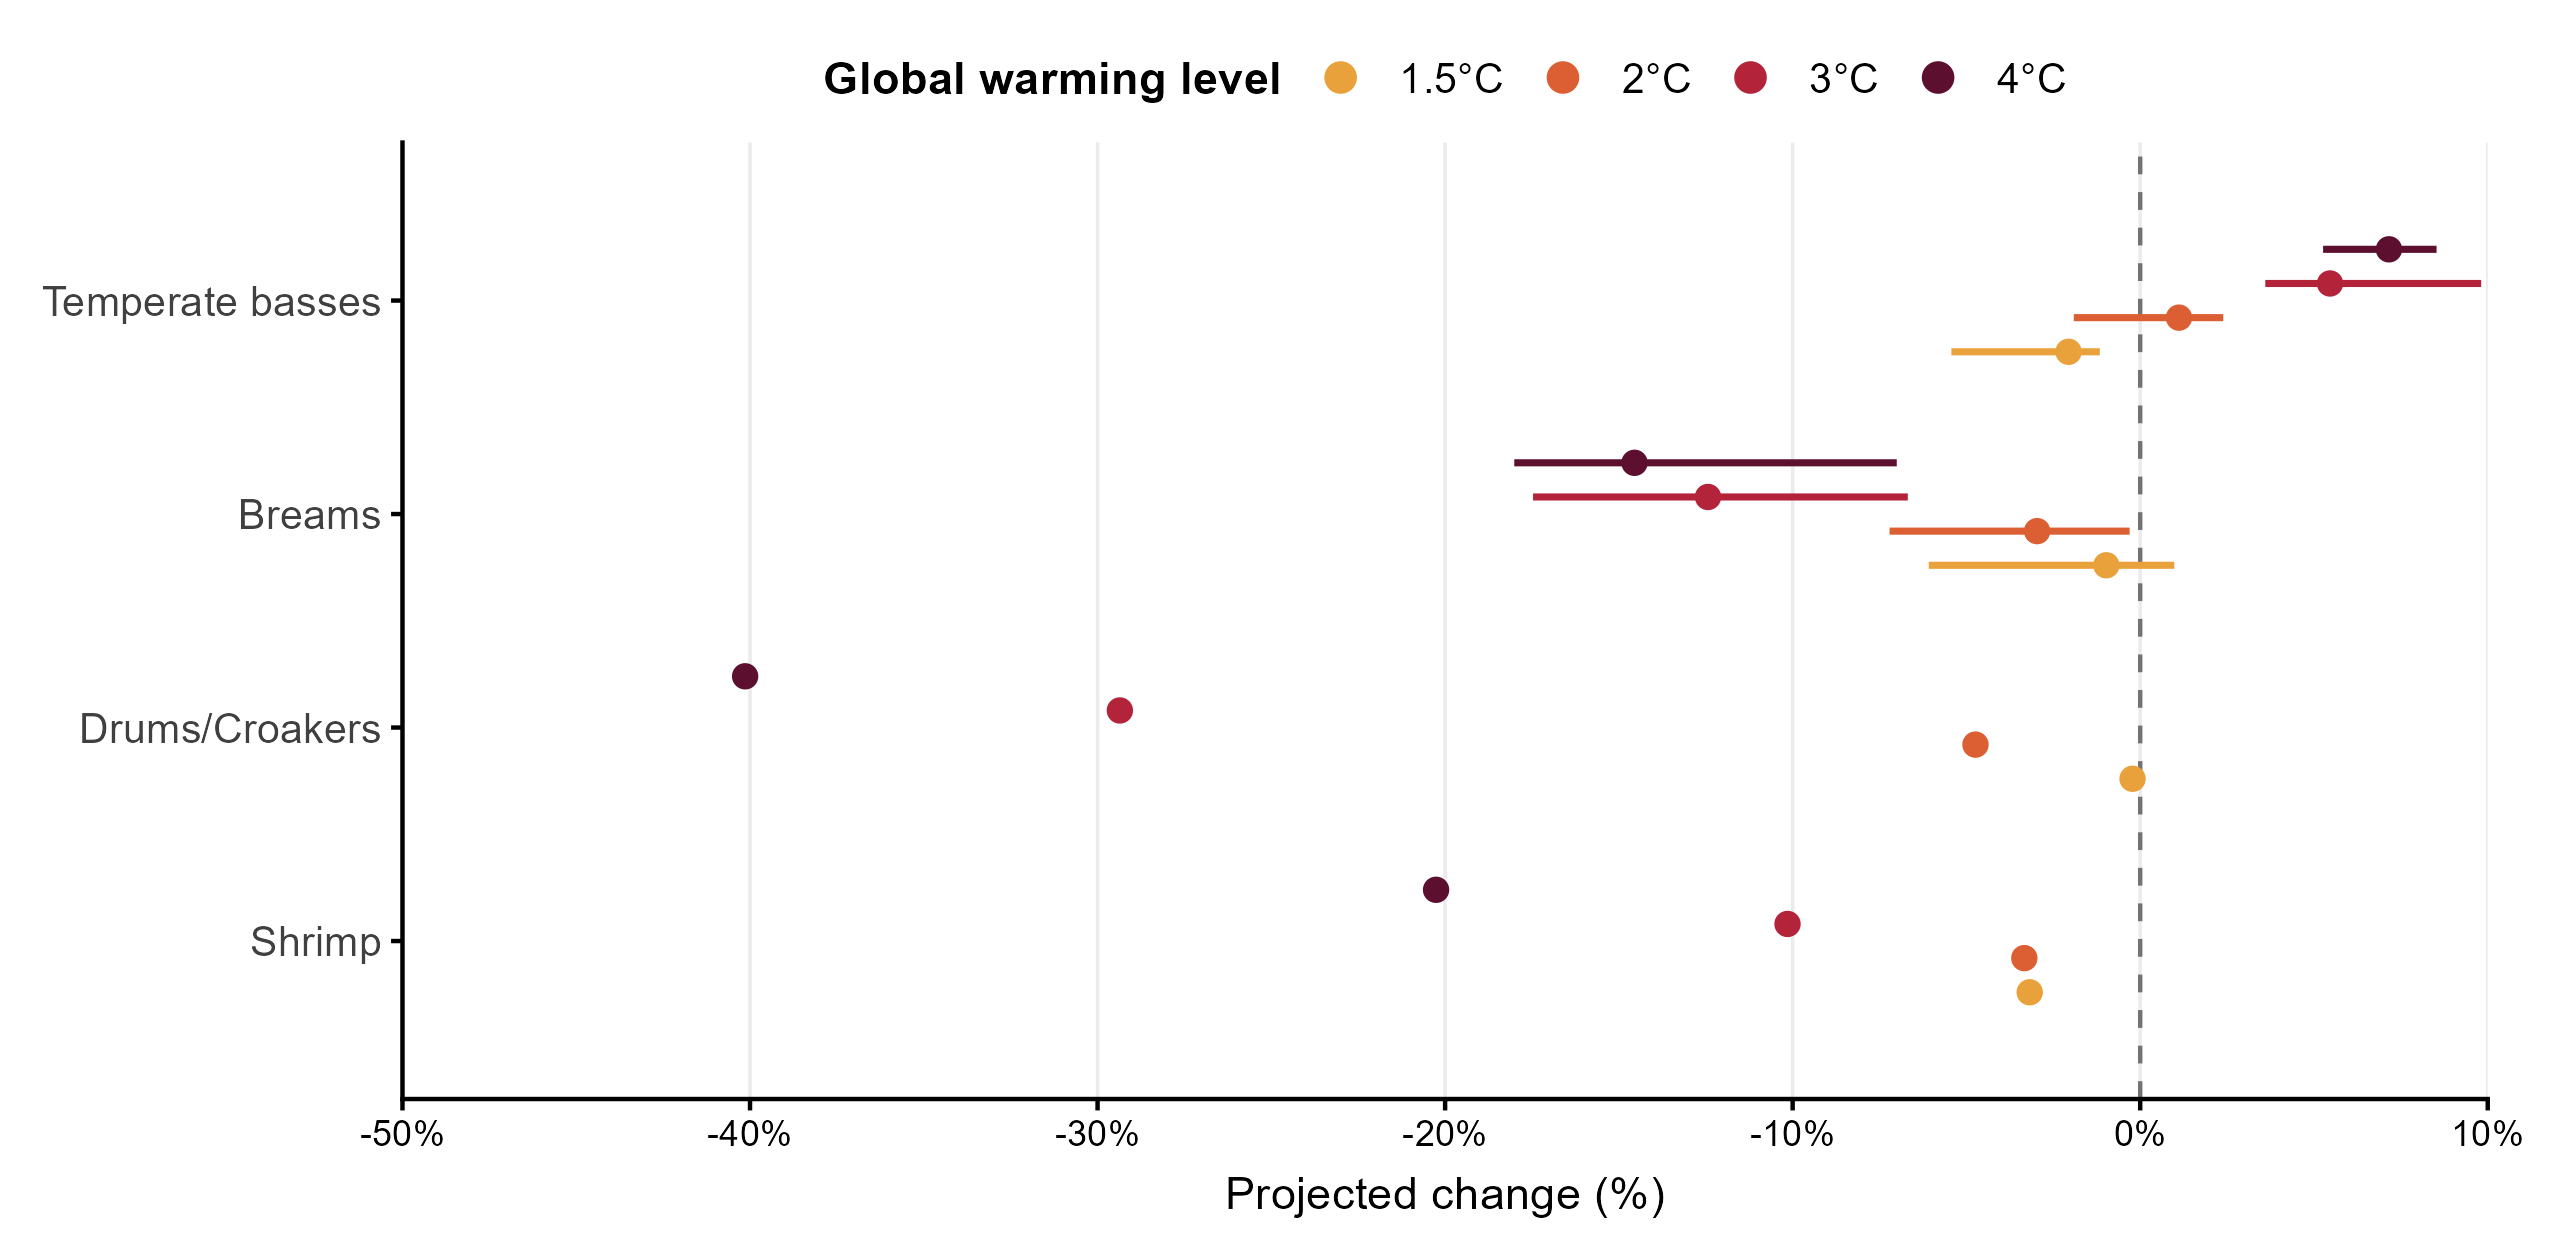 Global warming level 1.5°C 2°C 3°C 4°C
Temperate basses
Breams
Drums/Croakers
Shrimp
-50% -40% -30% -20% -10% 0% 10%
Projected change (%)